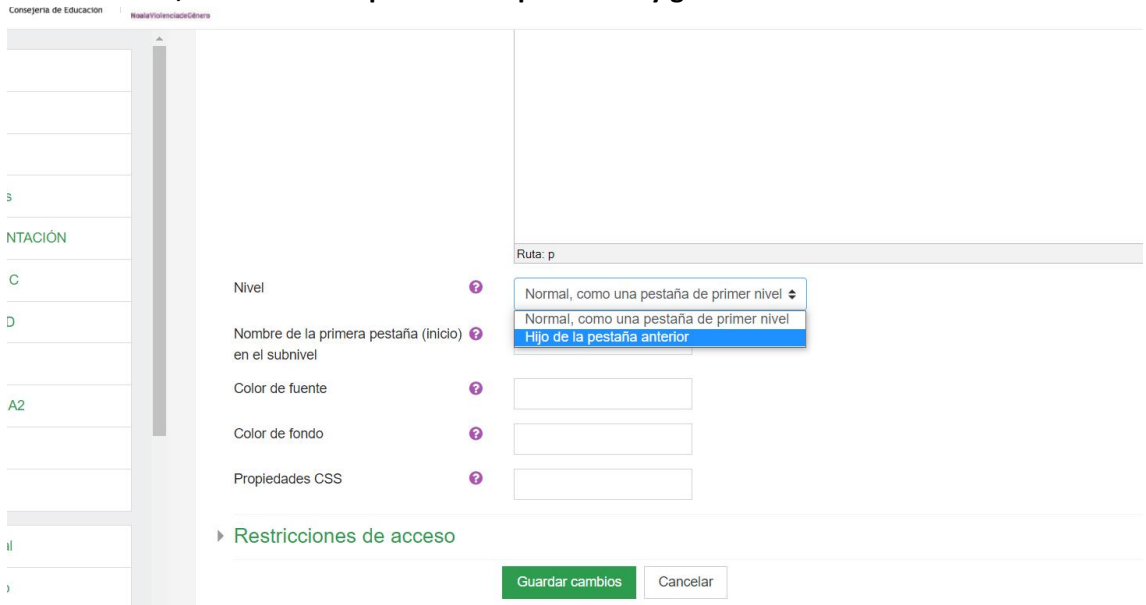 Consejería de Educación
NoalaViolenciadeGénero
s
NTACIÓN
C
D
A2
Ruta: p
Nivel
Normal, como una pestaña de primer nivel
Normal, como una pestaña de primer nivel
Hijo de la pestaña anterior
Nombre de la primera pestaña (inicio)
en el subnivel
Color de fuente
Color de fondo
Propiedades CSS
Restricciones de acceso
al
Guardar cambios
Cancelar